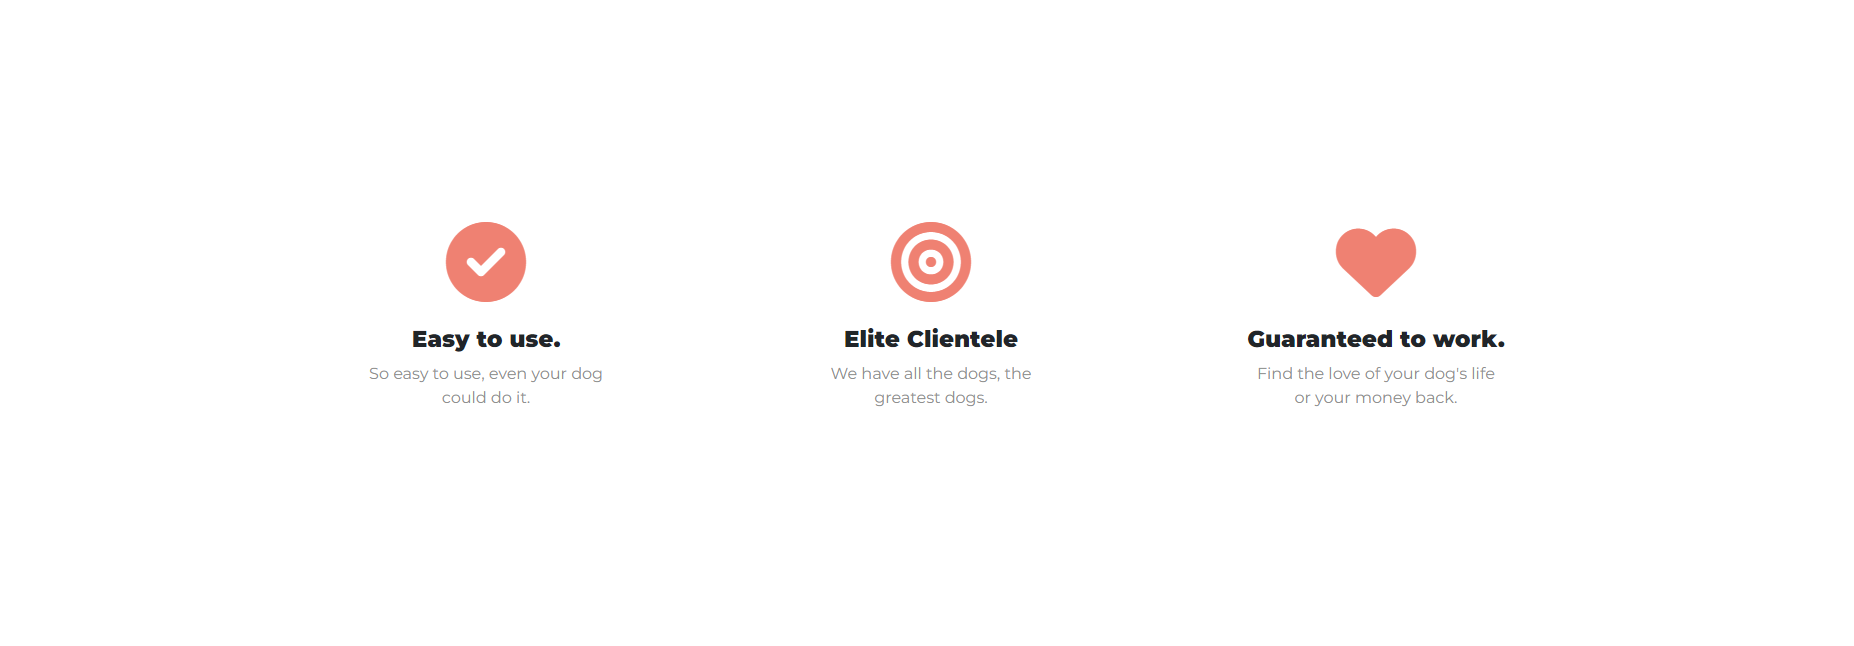 Easy to use.
So easy to use, even your dog
could do it.
Elite Clientele
We have all the dogs, the
greatest dogs.
Guaranteed to work.
Find the love of your dog's life
or your money back.